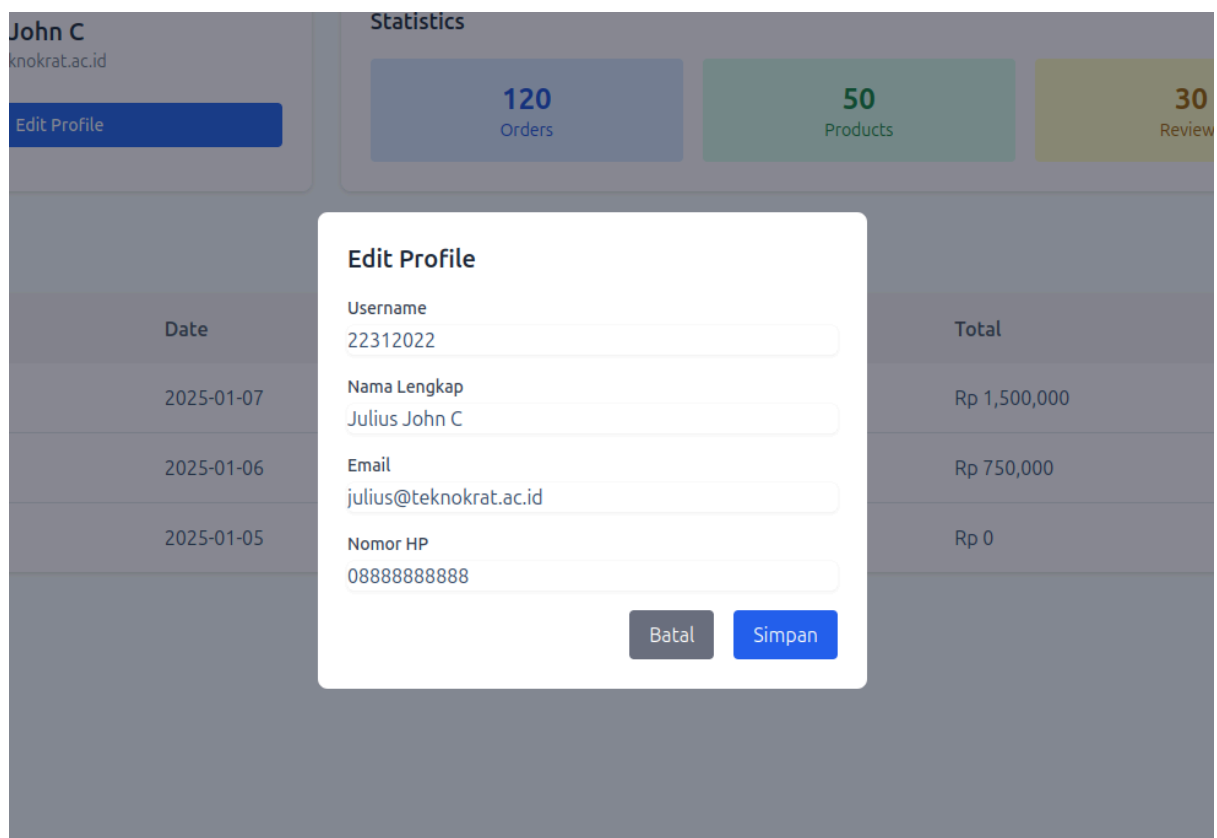 John C
knokrat.ac.id
Edit Profile
Statistics
120
Orders
50
Products
30
Review
Edit Profile
Username
22312022
Nama Lengkap
Julius John C
Email
julius@teknokrat.ac.id
Nomor HP
08888888888
Batal Simpan
Date Total
2025-01-07 Rp 1,500,000
2025-01-06 Rp 750,000
2025-01-05 Rp 0